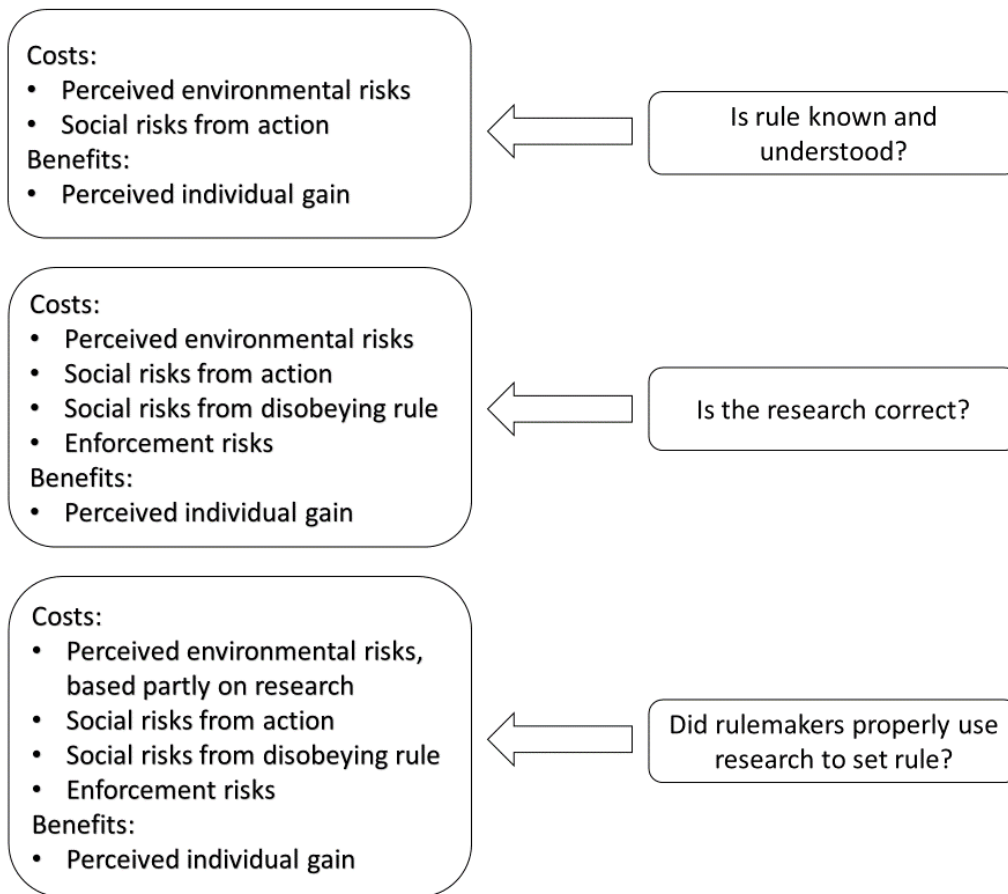 Costs:
• Perceived environmental risks
• Social risks from action
Benefits:
• Perceived individual gain
Is rule known and
understood?
Costs:
• Perceived environmental risks
• Social risks from action
• Social risks from disobeying rule
• Enforcement risks
Benefits:
• Perceived individual gain
Is the research correct?
Costs:
• Perceived environmental risks,
based partly on research
• Social risks from action
• Social risks from disobeying rule
• Enforcement risks
Benefits:
• Perceived individual gain
Did rulemakers properly use
research to set rule?